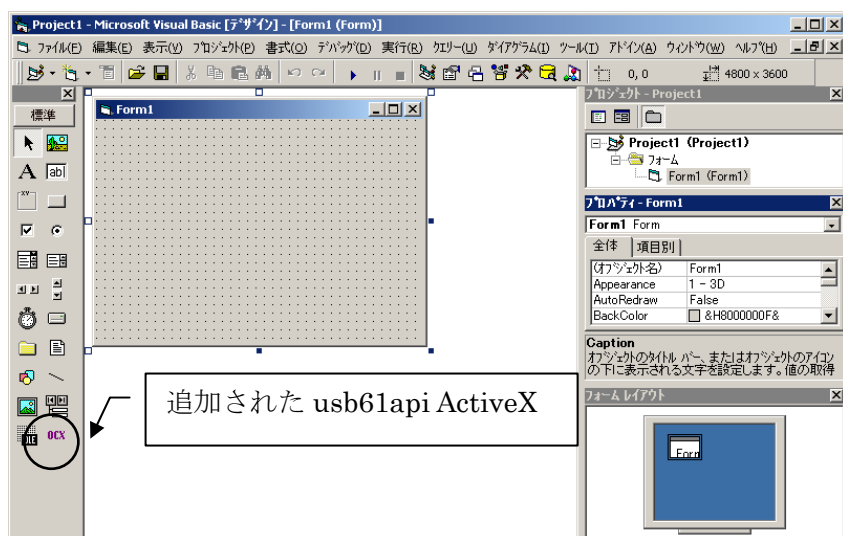 Project1 - Microsoft Visual Basic [ﾃﾞｻﾞｲﾝ] - [Form1 (Form)]
ﾌｧｲﾙ(F) 編集(E) 表示(V) ﾌﾟﾛｼﾞｪｸﾄ(P) 書式(O) ﾃﾞﾊﾞｯｸﾞ(D) 実行(R) ｸｴﾘｰ(U) ﾀﾞｲｱｸﾞﾗﾑ(I) ﾂｰﾙ(T) ｱﾄﾞｲﾝ(A) ｳｨﾝﾄﾞｳ(W) ﾍﾙﾌﾟ(H)
0, 0 4800 x 3600
標準
A ab|
xv
OCX
Form1
追加された usb61api ActiveX
ﾌﾟﾛｼﾞｪｸﾄ - Project1
Project1 (Project1)
ﾌｫｰﾑ
Form1 (Form1)
ﾌﾟﾛﾊﾟﾃｨ - Form1
Form1 Form
全体 項目別
(ｵﾌﾞｼﾞｪｸﾄ名) Form1
Appearance 1 - 3D
AutoRedraw False
BackColor &H8000000F&
Caption
ｵﾌﾞｼﾞｪｸﾄのﾀｲﾄﾙ ﾊﾞｰ、またはｵﾌﾞｼﾞｪｸﾄのｱｲｺﾝ
の下に表示される文字を設定します。値の取得
ﾌｫｰﾑ ﾚｲｱｳﾄ
Form